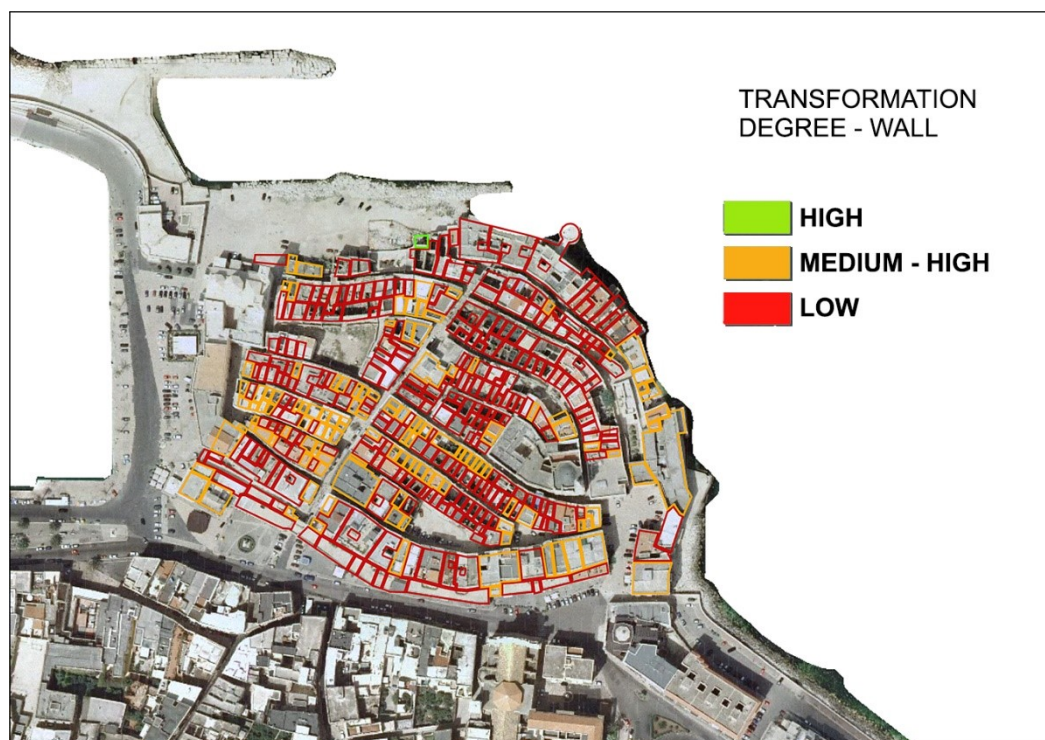 TRANSFORMATION
DEGREE - WALL
HIGH
MEDIUM - HIGH
LOW